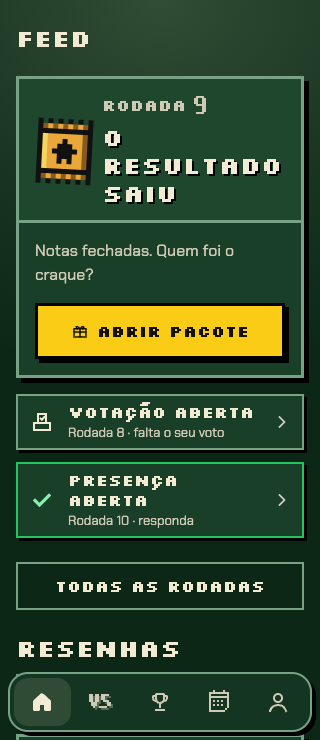 FEED
RODADA 9
O
RESULTADO
SAIU
Notas fechadas. Quem foi o
craque?
ABRIR PACOTE
VOTAÇÃO ABERTA
Rodada 8 · falta o seu voto
PRESENÇA
ABERTA
Rodada 10 · responda
TODAS AS RODADAS
RESENHAS
VS